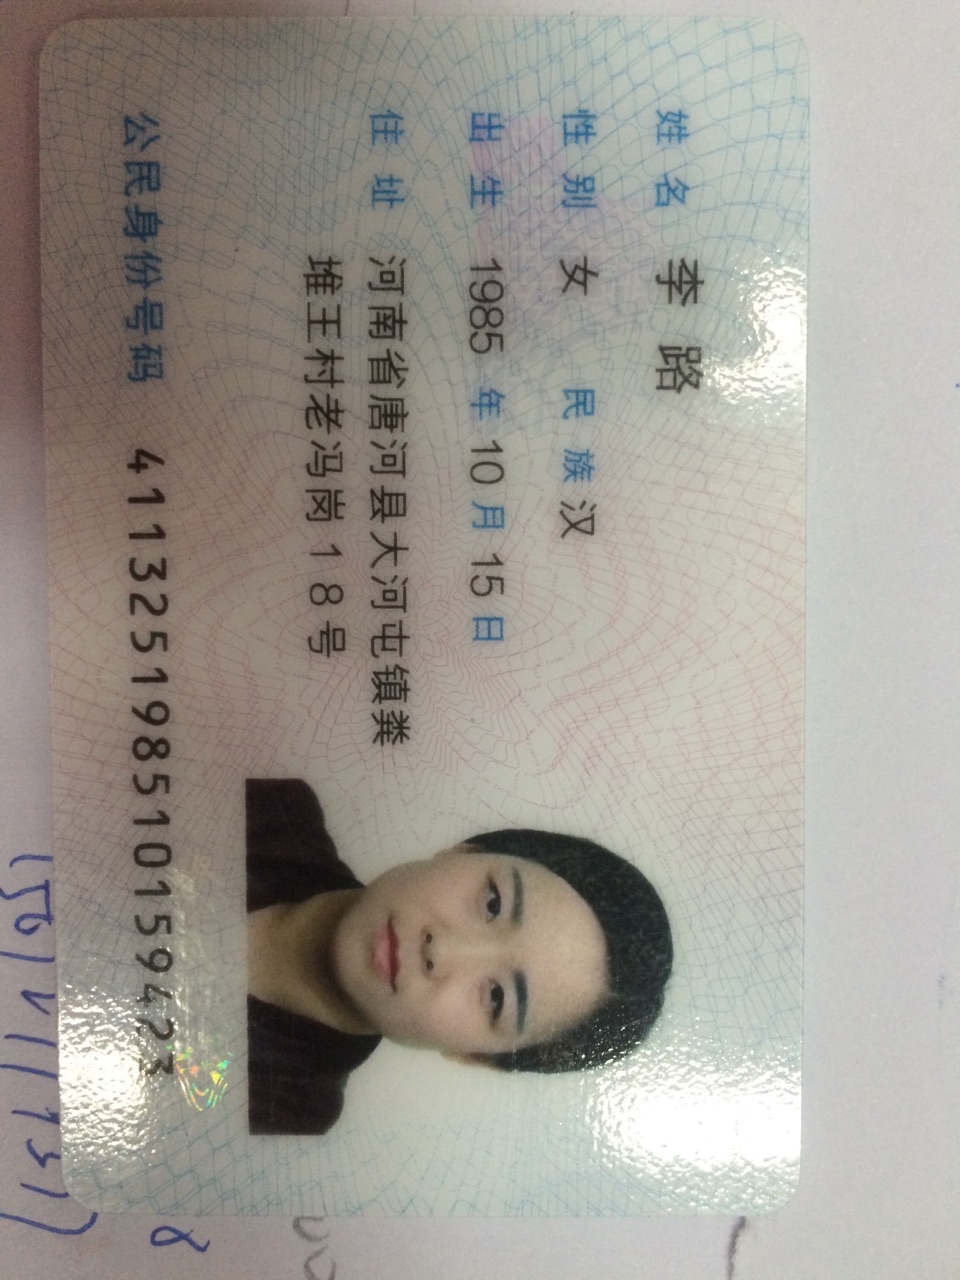 姓名 李路
性别 女 民族 汉
出生 1985 年 10 月 15 日
住址 河南省唐河县大河屯镇粪
堆王村老冯岗18号
公民身份号码 411325198510159423